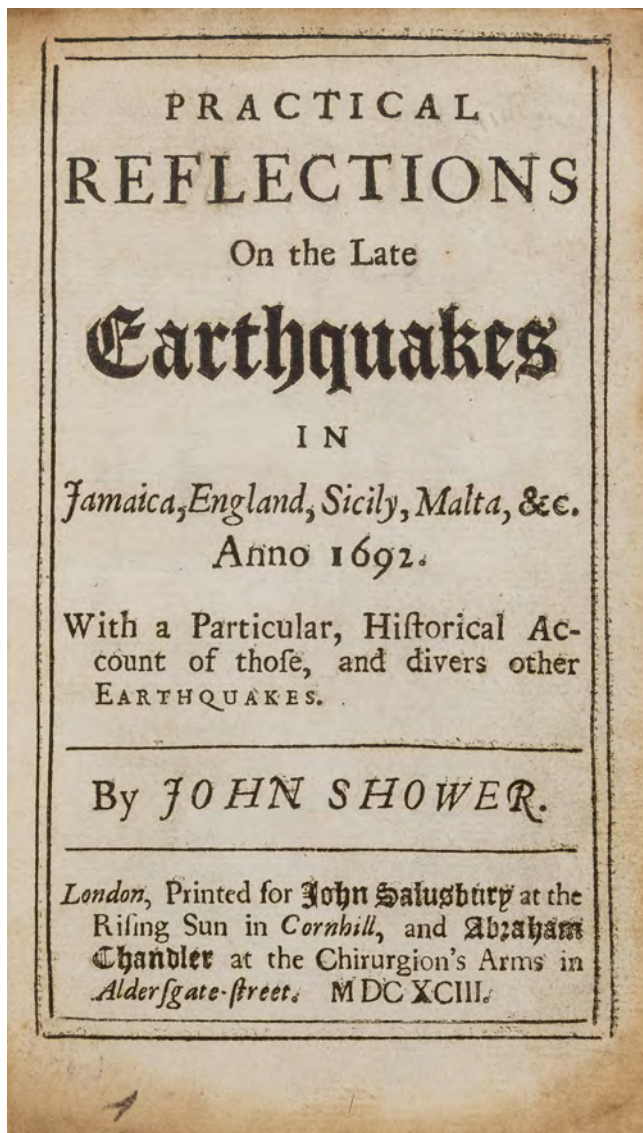 PRACTICAL
REFLECTIONS
On the Late
Earthquakes
IN
Jamaica, England, Sicily, Malta, &c.
Anno 1692.
With a Particular, Hiſtorical Ac-
count of thoſe, and divers other
EARTHQUAKES.
By JOHN SHOWER.
London, Printed for John Saluſbury at the
Riſing Sun in Cornhill, and Abraham
Chandler at the Chirurgion's Arms in
Alderſgate-ſtreet. MDCXCIII.